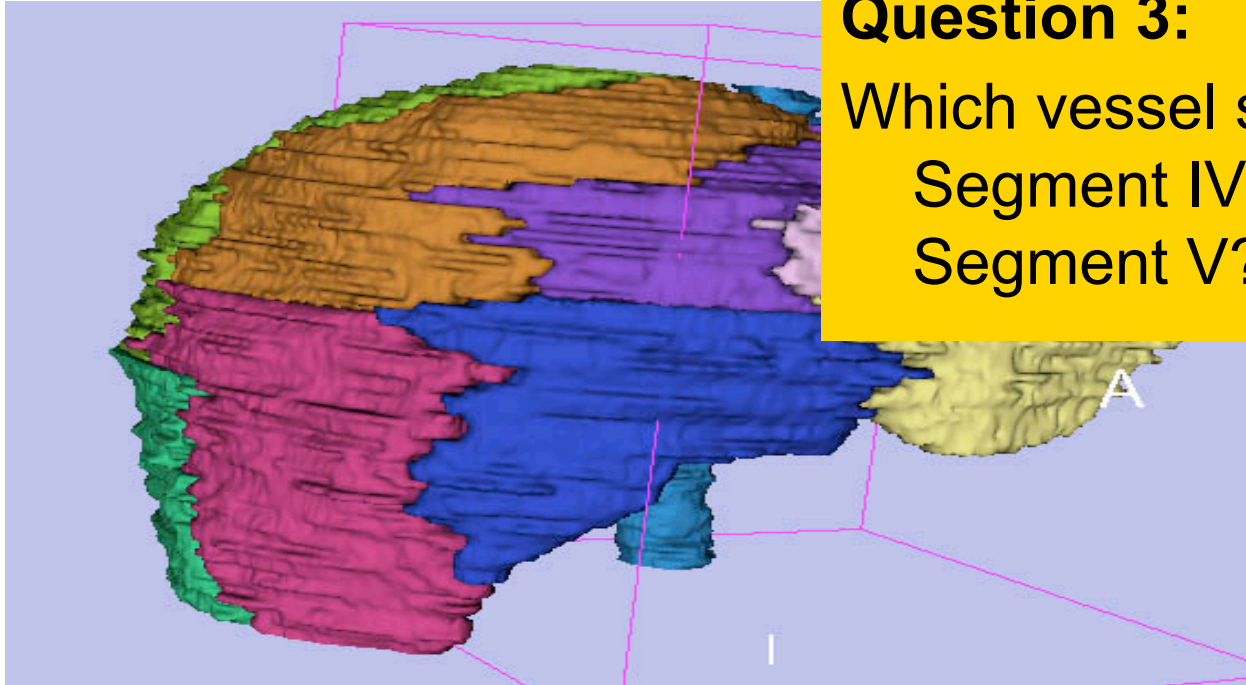 Question 3:
Which vessel s
Segment IV
Segment V?
A
I